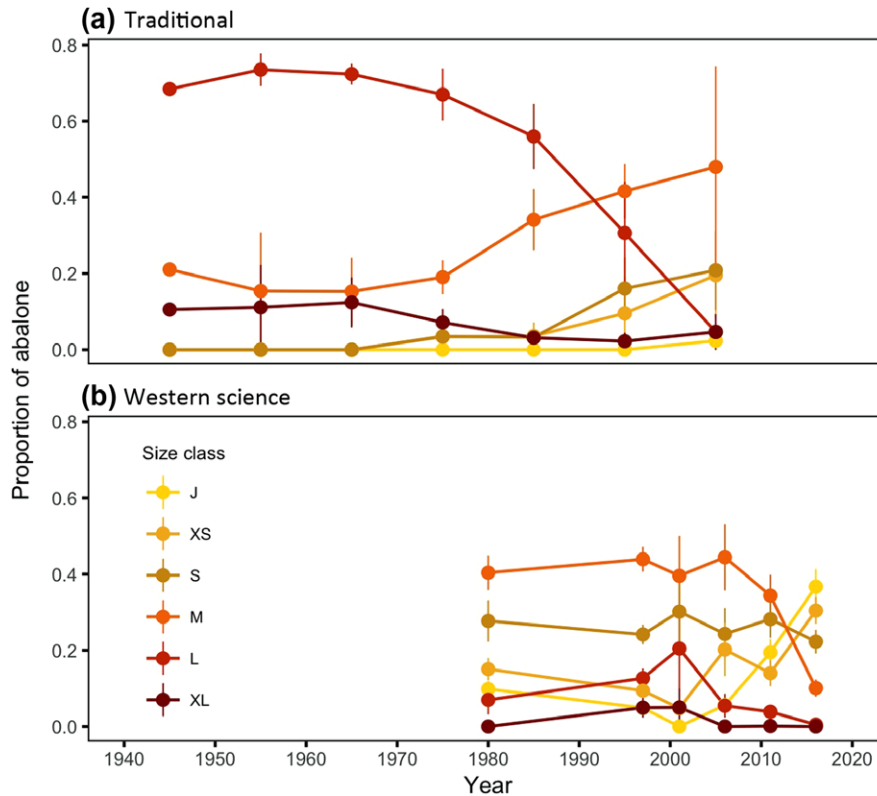 (a) Traditional
0.8
0.6
0.4
0.2
0.0
(b) Western science
0.8
0.6
0.4
0.2
0.0
Proportion of abalone
Size class
J
XS
S
M
L
XL
1940 1950 1960 1970 1980 1990 2000 2010 2020
Year